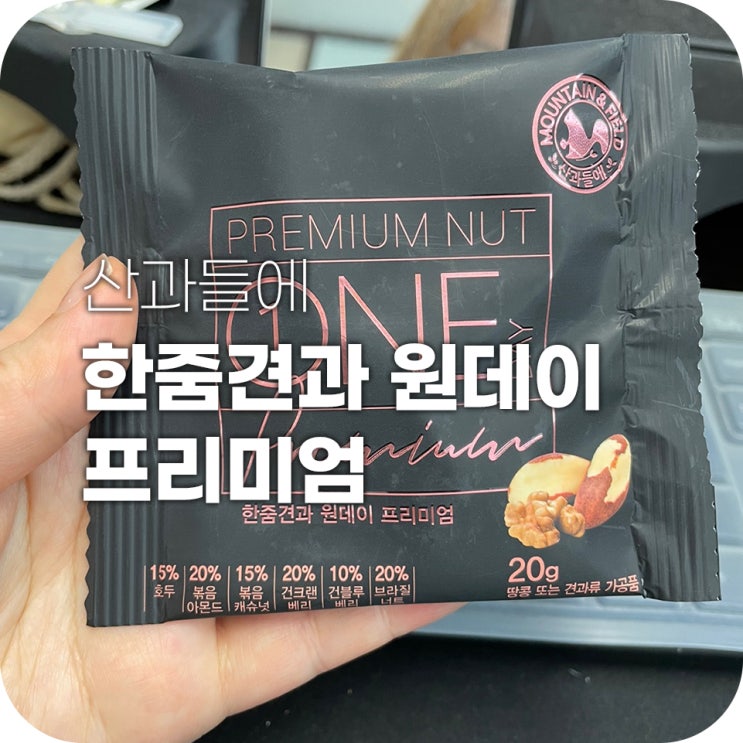 MOUNTAIN & FIELD
산과들에
PREMIUM NUT
ONE
DAY
Premium
산과들에
한줌견과 원데이
프리미엄
한줌견과 원데이 프리미엄
15% 20% 15% 20% 10% 20%
호두 볶음 볶음 건크랜 건블루 브라질
아몬드 캐슈넛 베리 베리 너트
20g
땅콩 또는 견과류 가공품